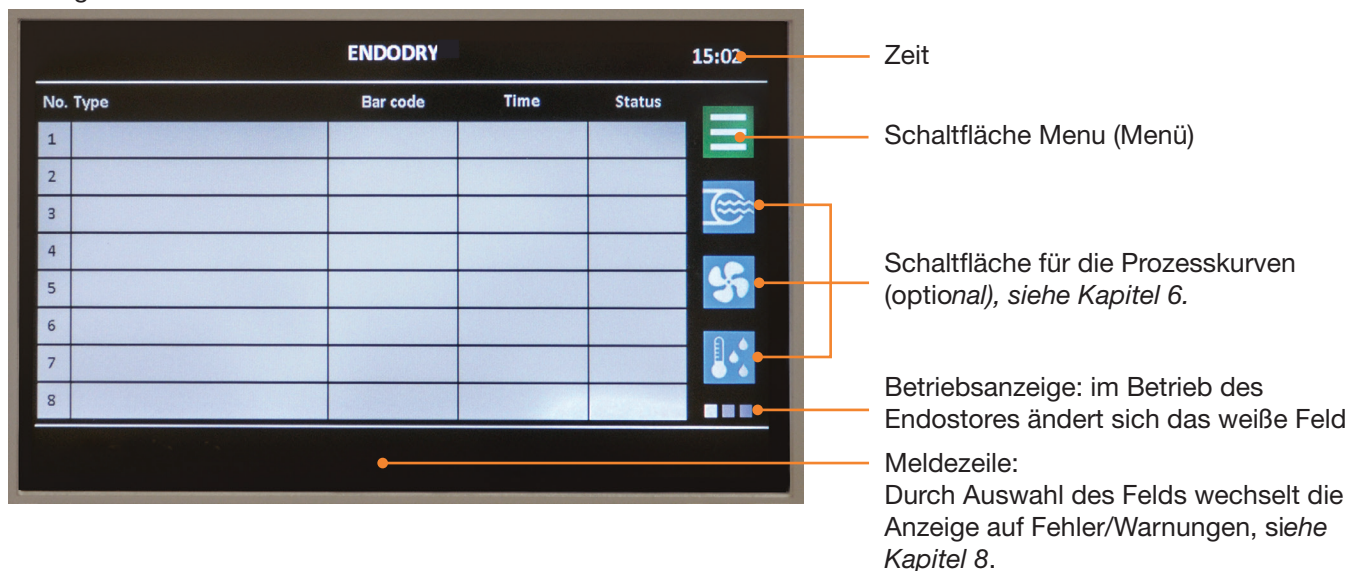 ENDODRY
15:02
Zeit
No. Type Bar code Time Status
Schaltfläche Menu (Menü)
1
2
3
4
5
6
7
8
Schaltfläche für die Prozesskurven
(optional), siehe Kapitel 6.
Betriebsanzeige: im Betrieb des
Endostores ändert sich das weiße Feld
Meldezeile:
Durch Auswahl des Felds wechselt die
Anzeige auf Fehler/Warnungen, siehe
Kapitel 8.